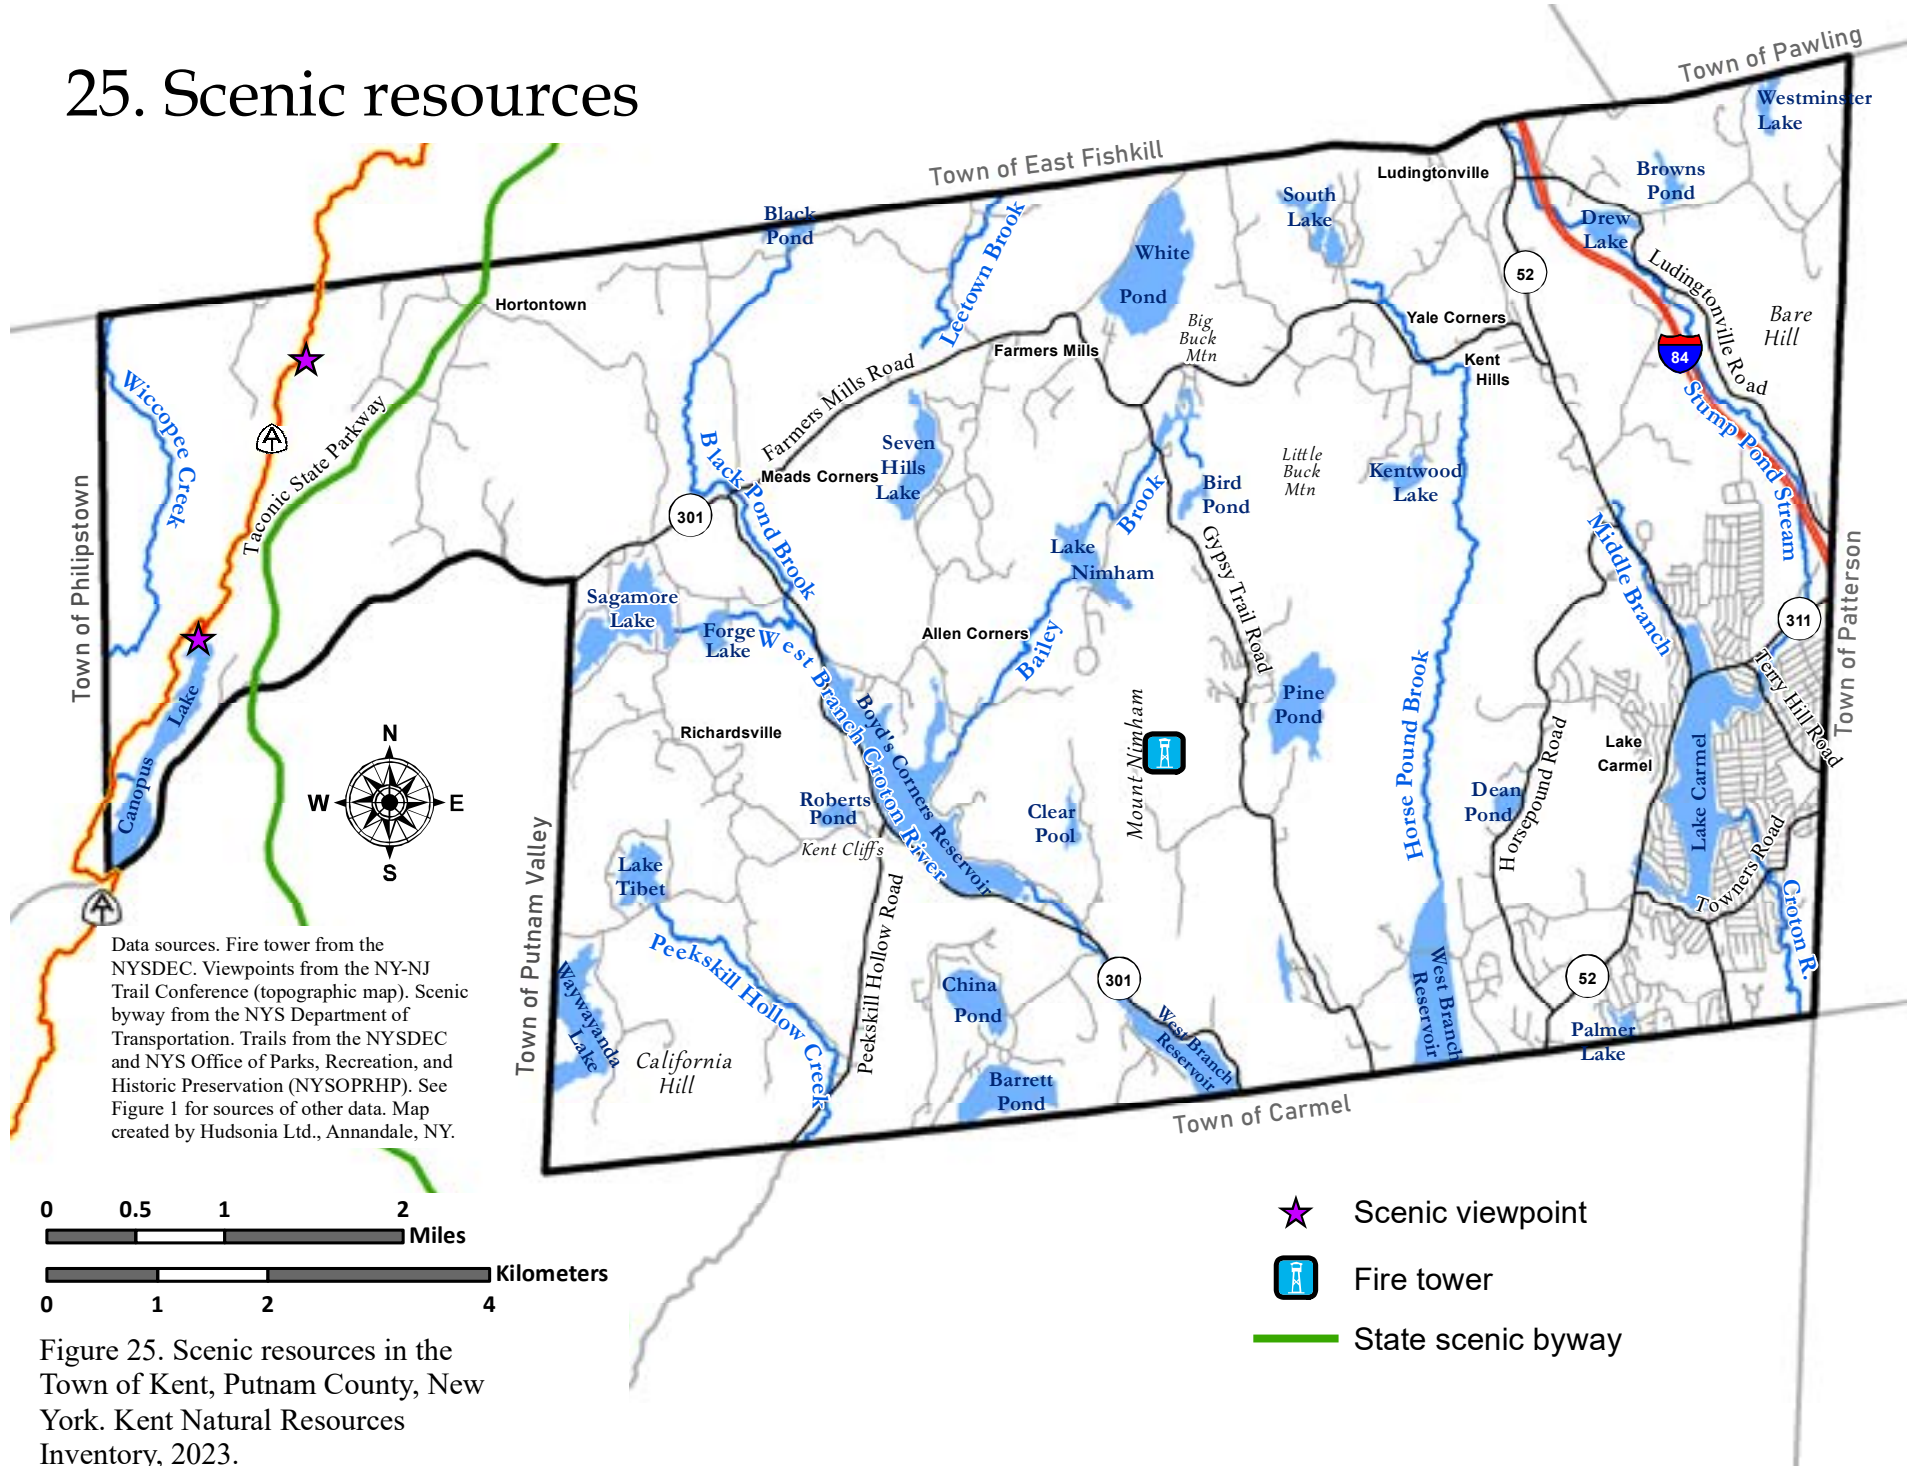 25. Scenic resources
Town of Pawling
Westminster
Lake
Town of East Fishkill
Ludingtonville
Browns
Pond
South
Lake
Drew
Lake
Black
Pond
Leetown Brook
White
Pond
52
Ludingtonville Road
Bare
Hill
Hortontown
Big
Buck
Mtn
Yale Corners
Kent
Hills
84
Farmers Mills
Farmers Mills Road
Wiccopee Creek
Taconic State Parkway
Stump Pond Stream
Seven
Hills
Lake
Meads Corners
Black Pond Brook
301
Little
Buck
Mtn
Kentwood
Lake
Bird
Pond
Bailey Brook
Lake
Nimham
Gypsy Trail Road
Middle Branch
Town of Philipstown
Town of Patterson
311
Sagamore
Lake
Forge
Lake
West Branch Croton River
Allen Corners
Terry Hill Road
Canopus Lake
Pine
Pond
Horse Pound Brook
Boyd's Corners Reservoir
Richardsville
Mount Nimham
Horsepound Road
Lake
Carmel
Lake Carmel
N
W
E
S
Roberts
Pond
Clear
Pool
Dean
Pond
Kent Cliffs
Lake
Tibet
Town of Putnam Valley
Peekskill Hollow Road
Towners Road
Croton R.
Peekskill Hollow Creek
Waywayanda
Lake
China
Pond
301
West Branch
Reservoir
West Branch
Reservoir
52
Palmer
Lake
California
Hill
Barrett
Pond
Town of Carmel
Data sources. Fire tower from the
NYSDEC. Viewpoints from the NY-NJ
Trail Conference (topographic map). Scenic
byway from the NYS Department of
Transportation. Trails from the NYSDEC
and NYS Office of Parks, Recreation, and
Historic Preservation (NYSOPRHP). See
Figure 1 for sources of other data. Map
created by Hudsonia Ltd., Annandale, NY.
0 0.5 1 2
Miles
Kilometers
0 1 2 4
Scenic viewpoint
Fire tower
State scenic byway
Figure 25. Scenic resources in the
Town of Kent, Putnam County, New
York. Kent Natural Resources
Inventory, 2023.